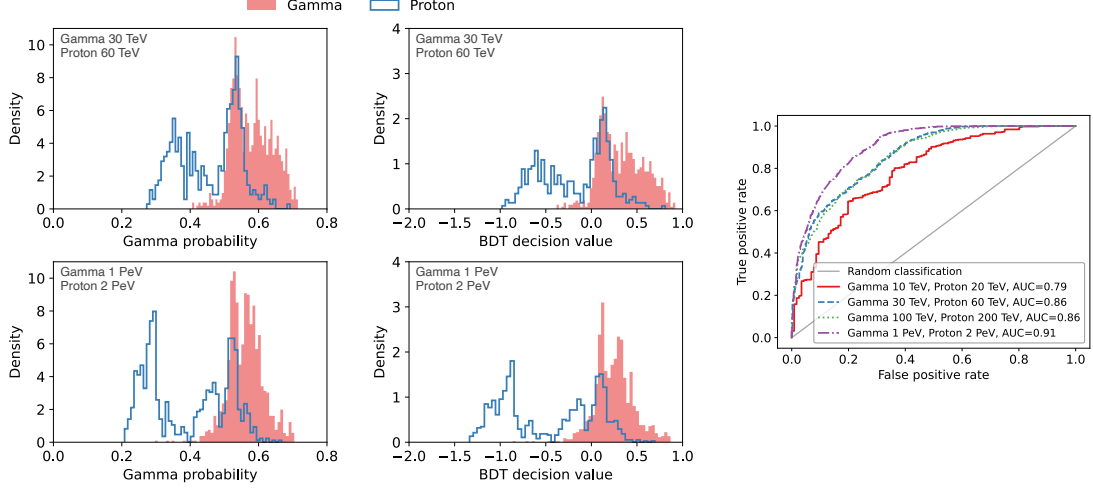 Gamma Proton
Gamma 30 TeV
Proton 60 TeV
Density
10
8
6
4
2
0
0.0 0.2 0.4 0.6 0.8
Gamma probability
Gamma 30 TeV
Proton 60 TeV
Density
4
3
2
1
0
−2.0 −1.5 −1.0 −0.5 0.0 0.5 1.0
BDT decision value
Gamma 1 PeV
Proton 2 PeV
Density
10
8
6
4
2
0
0.0 0.2 0.4 0.6 0.8
Gamma probability
Gamma 1 PeV
Proton 2 PeV
Density
4
3
2
1
0
−2.0 −1.5 −1.0 −0.5 0.0 0.5 1.0
BDT decision value
True positive rate
1.0
0.8
0.6
0.4
0.2
0.0
Random classification
Gamma 10 TeV, Proton 20 TeV, AUC=0.79
Gamma 30 TeV, Proton 60 TeV, AUC=0.86
Gamma 100 TeV, Proton 200 TeV, AUC=0.86
Gamma 1 PeV, Proton 2 PeV, AUC=0.91
0.0 0.2 0.4 0.6 0.8 1.0
False positive rate